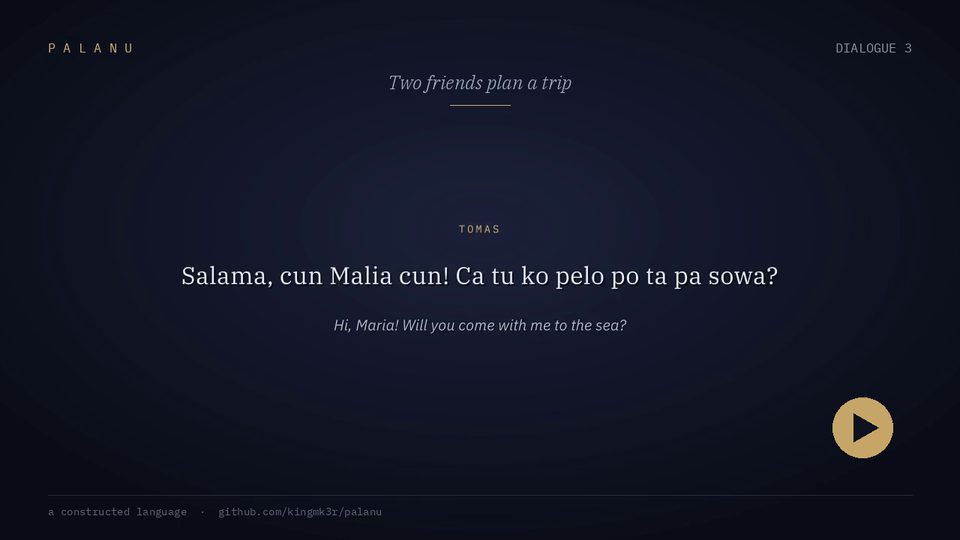 PALANU
DIALOGUE 3
Two friends plan a trip
TOMAS
Salama, cun Malia cun! Ca tu ko pelo po ta pa sowa?
Hi, Maria! Will you come with me to the sea?
a constructed language · github.com/kingmk3r/palanu